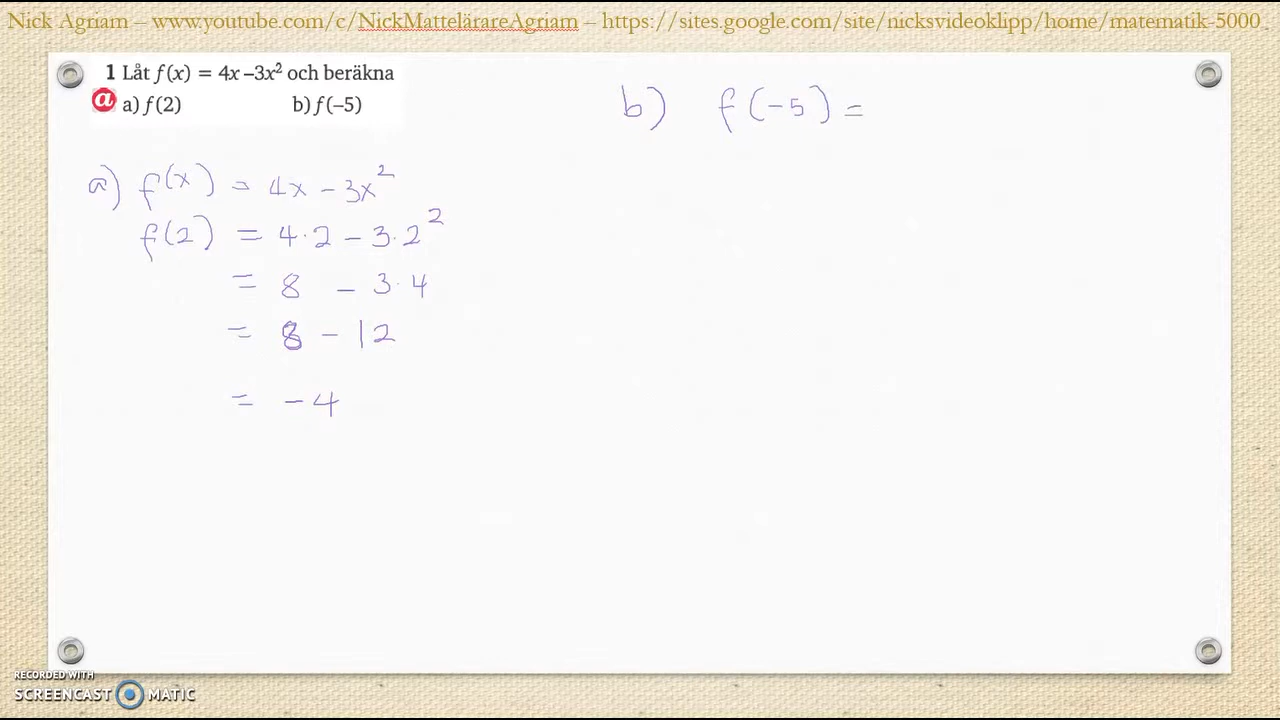 Nick Agriam – www.youtube.com/c/NickMattelärareAgriam – https://sites.google.com/site/nicksvideoklipp/home/matematik-5000
1 Låt f(x) = 4x –3x² och beräkna
a a) f(2) b) f(–5)
a) f(x) = 4x – 3x²
f(2) = 4·2 – 3·2²
= 8 – 3·4
= 8 – 12
= –4
b) f(–5) =
RECORDED WITH
SCREENCAST MATIC